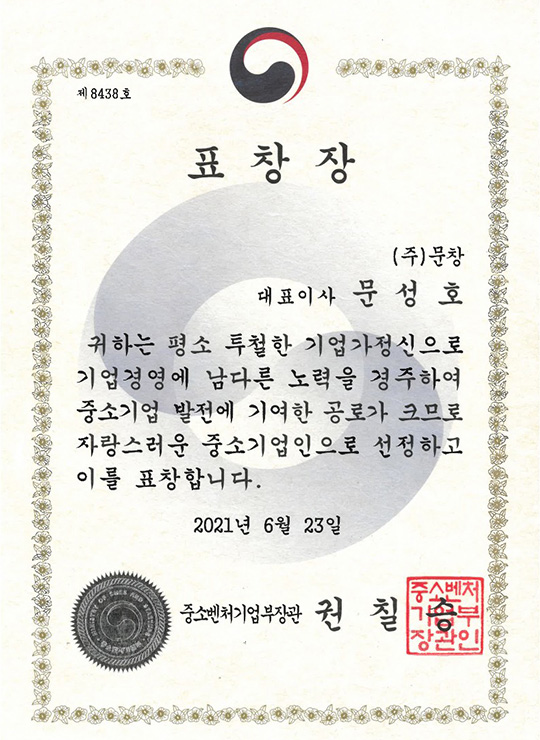 제 8438 호
표 창 장
(주)문창
대표이사 문 성 호
귀하는 평소 투철한 기업가정신으로
기업경영에 남다른 노력을 경주하여
중소기업 발전에 기여한 공로가 크므로
자랑스러운 중소기업인으로 선정하고
이를 표창합니다.
2021년 6월 23일
중소벤처기업부장관 권 칠 승
중소벤처
기업부
장관인